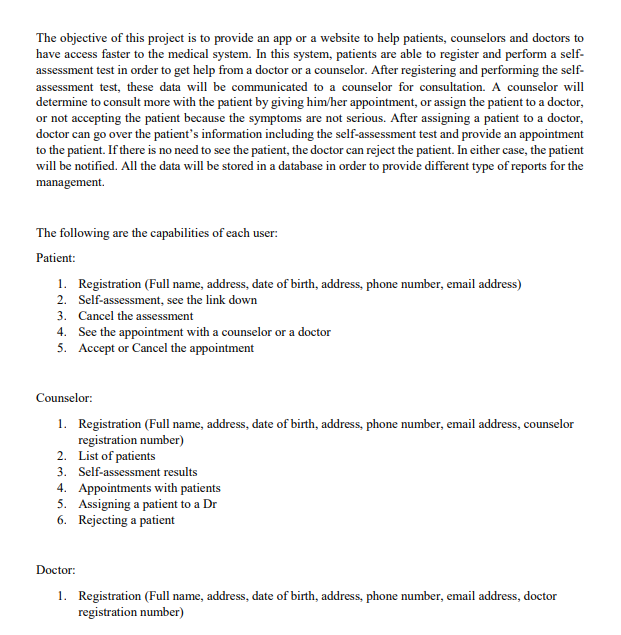 The objective of this project is to provide an app or a website to help patients, counselors and doctors to
have access faster to the medical system. In this system, patients are able to register and perform a self-
assessment test in order to get help from a doctor or a counselor. After registering and performing the self-
assessment test, these data will be communicated to a counselor for consultation. A counselor will
determine to consult more with the patient by giving him/her appointment, or assign the patient to a doctor,
or not accepting the patient because the symptoms are not serious. After assigning a patient to a doctor,
doctor can go over the patient's information including the self-assessment test and provide an appointment
to the patient. If there is no need to see the patient, the doctor can reject the patient. In either case, the patient
will be notified. All the data will be stored in a database in order to provide different type of reports for the
management.
The following are the capabilities of each user:
Patient:
1. Registration (Full name, address, date of birth, address, phone number, email address)
2. Self-assessment, see the link down
3. Cancel the assessment
4. See the appointment with a counselor or a doctor
5. Accept or Cancel the appointment
Counselor:
1. Registration (Full name, address, date of birth, address, phone number, email address, counselor
registration number)
2. List of patients
3. Self-assessment results
4. Appointments with patients
5. Assigning a patient to a Dr
6. Rejecting a patient
Doctor:
1. Registration (Full name, address, date of birth, address, phone number, email address, doctor
registration number)